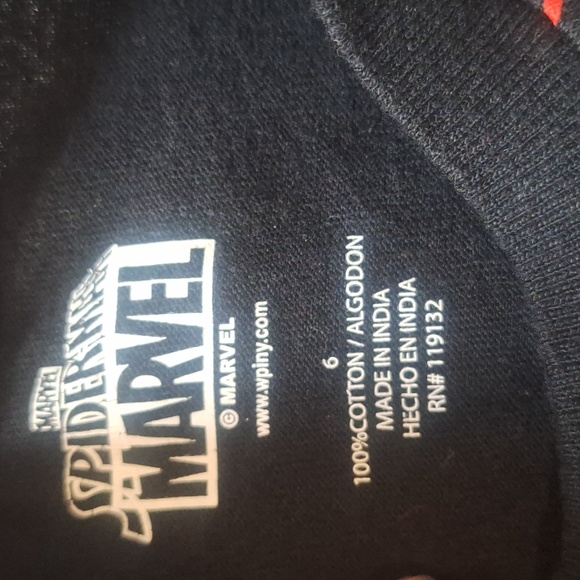 MARVEL
SPIDER-MAN
MARVEL
© MARVEL
www.wpiny.com
6
100%COTTON / ALGODON
MADE IN INDIA
HECHO EN INDIA
RN# 119132